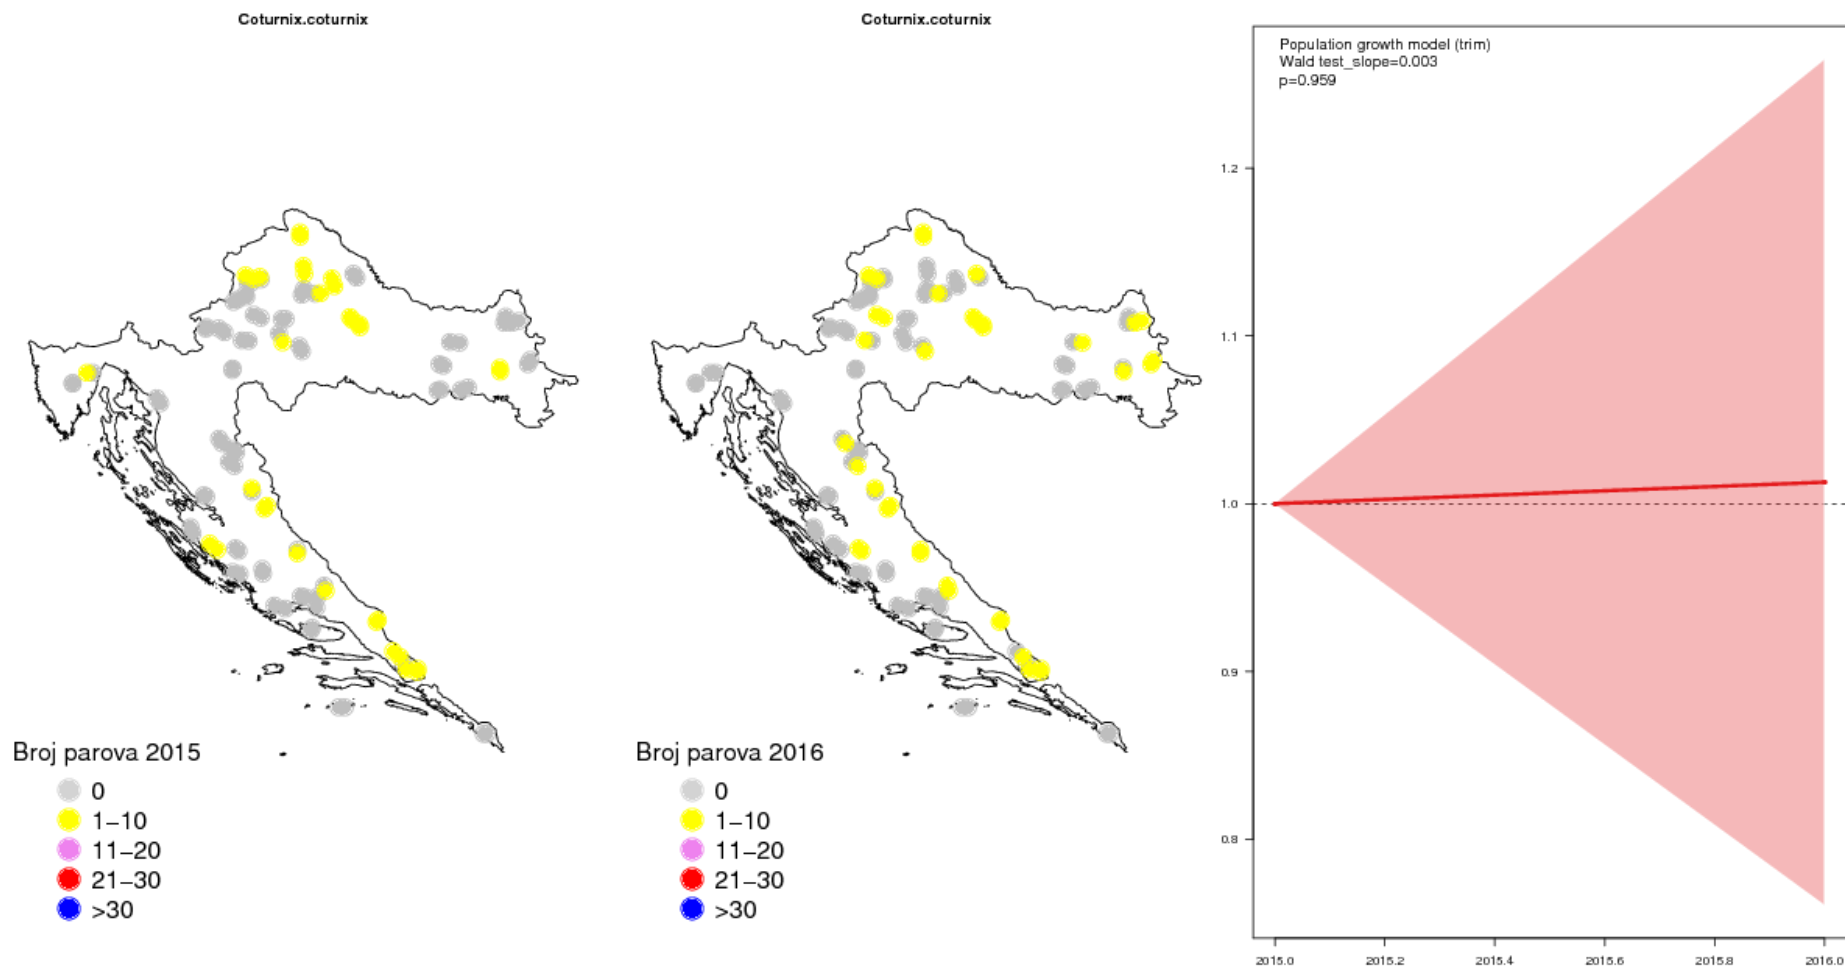 Coturnix.coturnix
Broj parova 2015
0
1–10
11–20
21–30
>30
Coturnix.coturnix
Broj parova 2016
0
1–10
11–20
21–30
>30
Population growth model (trim)
Wald test_slope=0.003
p=0.959
1.2
1.1
1.0
0.9
0.8
2015.0 2015.2 2015.4 2015.6 2015.8 2016.0